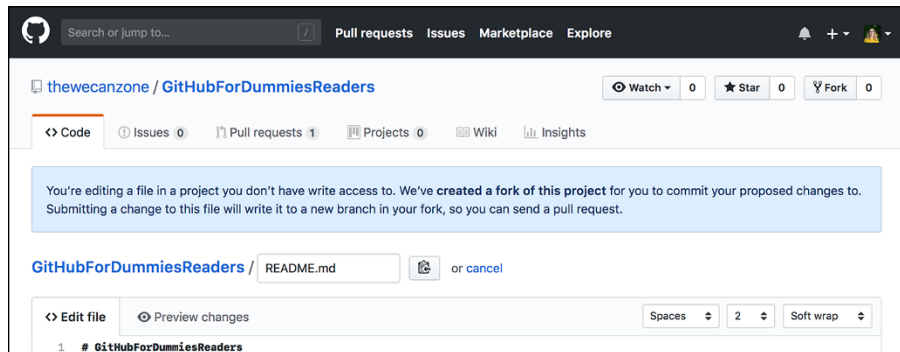 Search or jump to... / Pull requests Issues Marketplace Explore
thewecanzone / GitHubForDummiesReaders Watch 0 Star 0 Fork 0
<> Code Issues 0 Pull requests 1 Projects 0 Wiki Insights
You’re editing a file in a project you don’t have write access to. We’ve created a fork of this project for you to commit your proposed changes to.
Submitting a change to this file will write it to a new branch in your fork, so you can send a pull request.
GitHubForDummiesReaders / README.md or cancel
<> Edit file Preview changes Spaces 2 Soft wrap
1 # GitHubForDummiesReaders